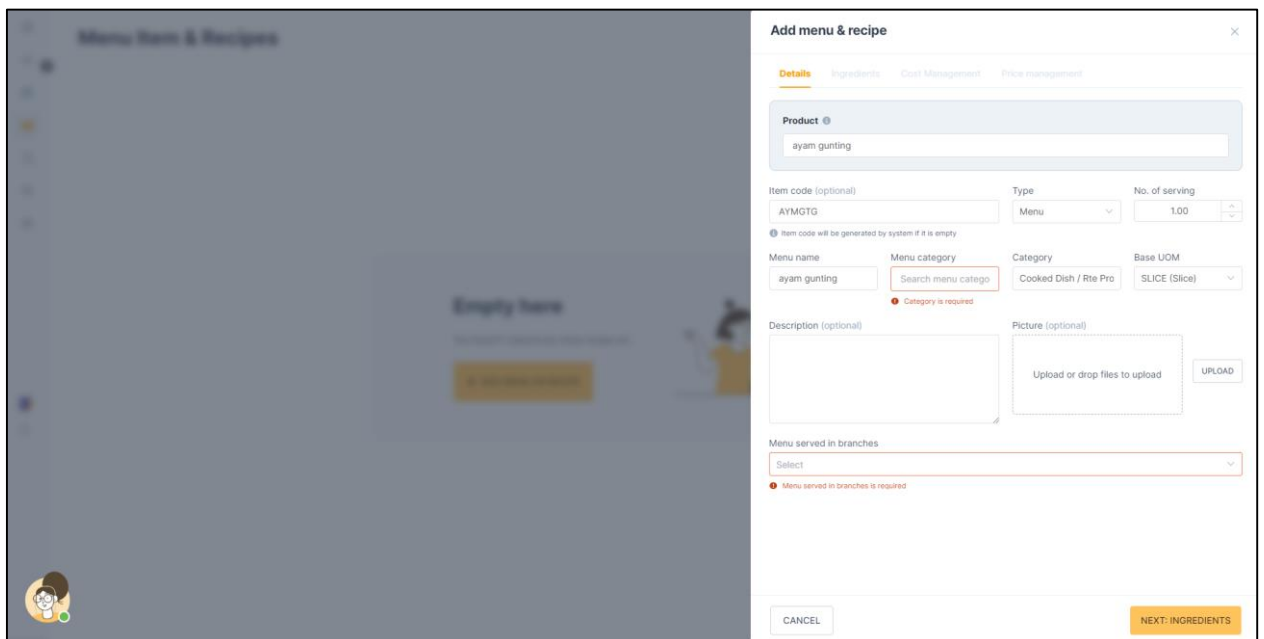 Menu Item & Recipes
Add menu & recipe
Details Ingredients Cost Management Price management
Product
ayam gunting
Item code (optional) Type No. of serving
AYMGTG Menu 1.00
Item code will be generated by system if it is empty
Menu name Menu category Category Base UOM
ayam gunting Search menu catego Cooked Dish / Rte Pro SLICE (Slice)
Category is required
Description (optional) Picture (optional)
Upload or drop files to upload UPLOAD
Empty here
Menu served in branches
Select
Menu served in branches is required
CANCEL NEXT: INGREDIENTS